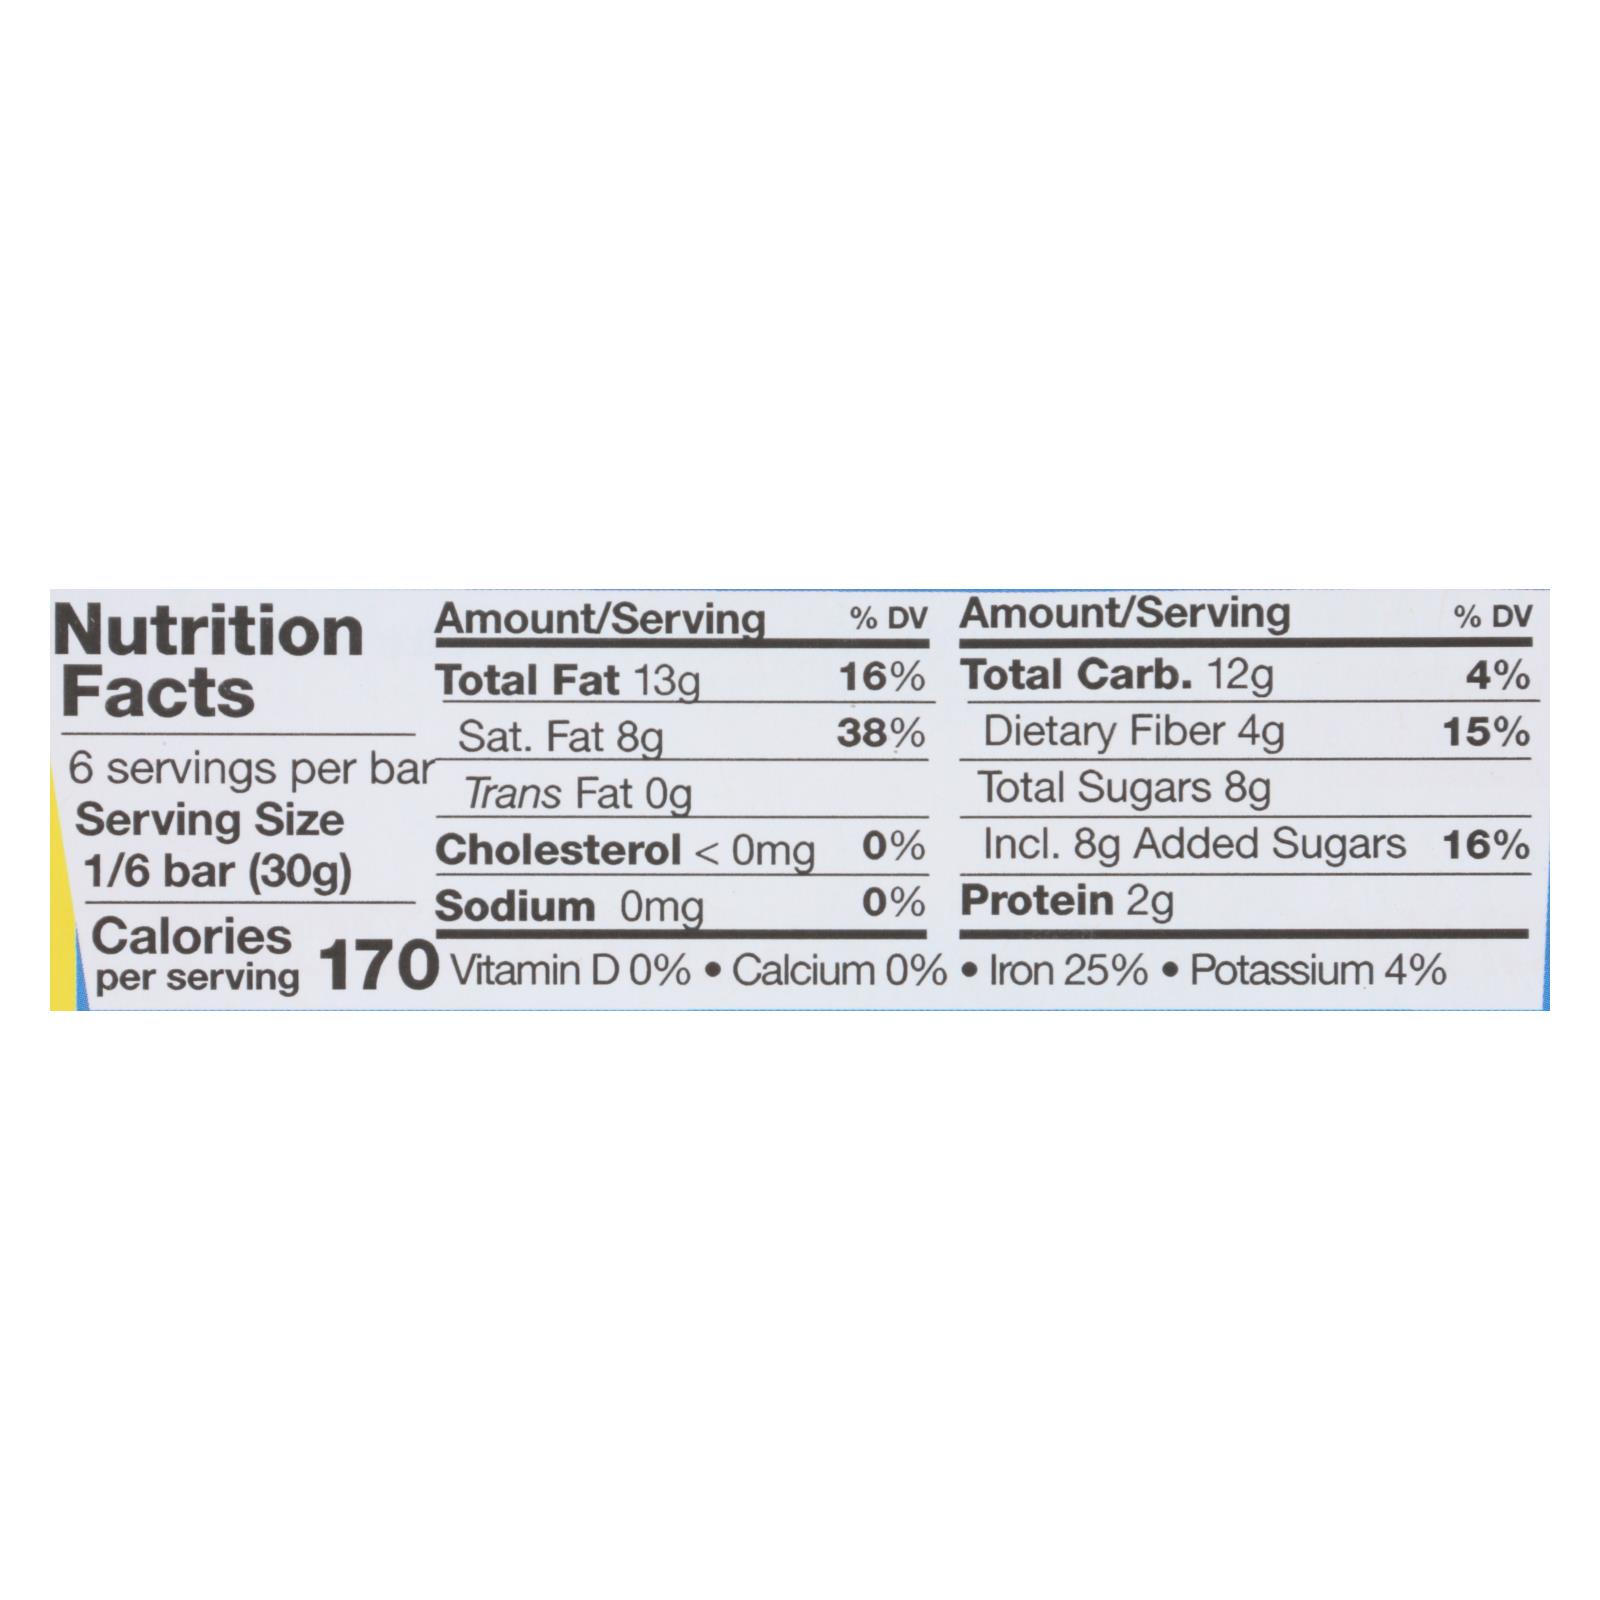 Nutrition
Facts
6 servings per bar
Serving Size
1/6 bar (30g)
Calories
per serving 170
Amount/Serving % DV
Total Fat 13g 16%
Sat. Fat 8g 38%
Trans Fat 0g
Cholesterol < 0mg 0%
Sodium 0mg 0%
Amount/Serving % DV
Total Carb. 12g 4%
Dietary Fiber 4g 15%
Total Sugars 8g
Incl. 8g Added Sugars 16%
Protein 2g
Vitamin D 0% • Calcium 0% • Iron 25% • Potassium 4%